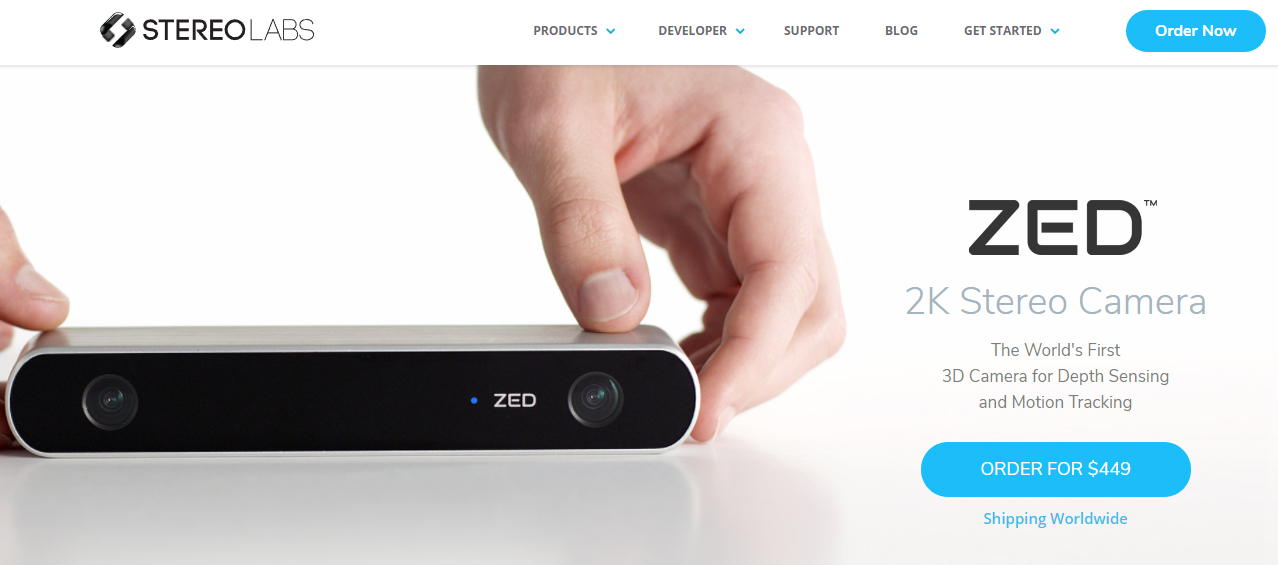 STEREOLABS
PRODUCTS
DEVELOPER
SUPPORT
BLOG
GET STARTED
Order Now
ZED™
2K Stereo Camera
The World's First
3D Camera for Depth Sensing
and Motion Tracking
ORDER FOR $449
Shipping Worldwide
ZED